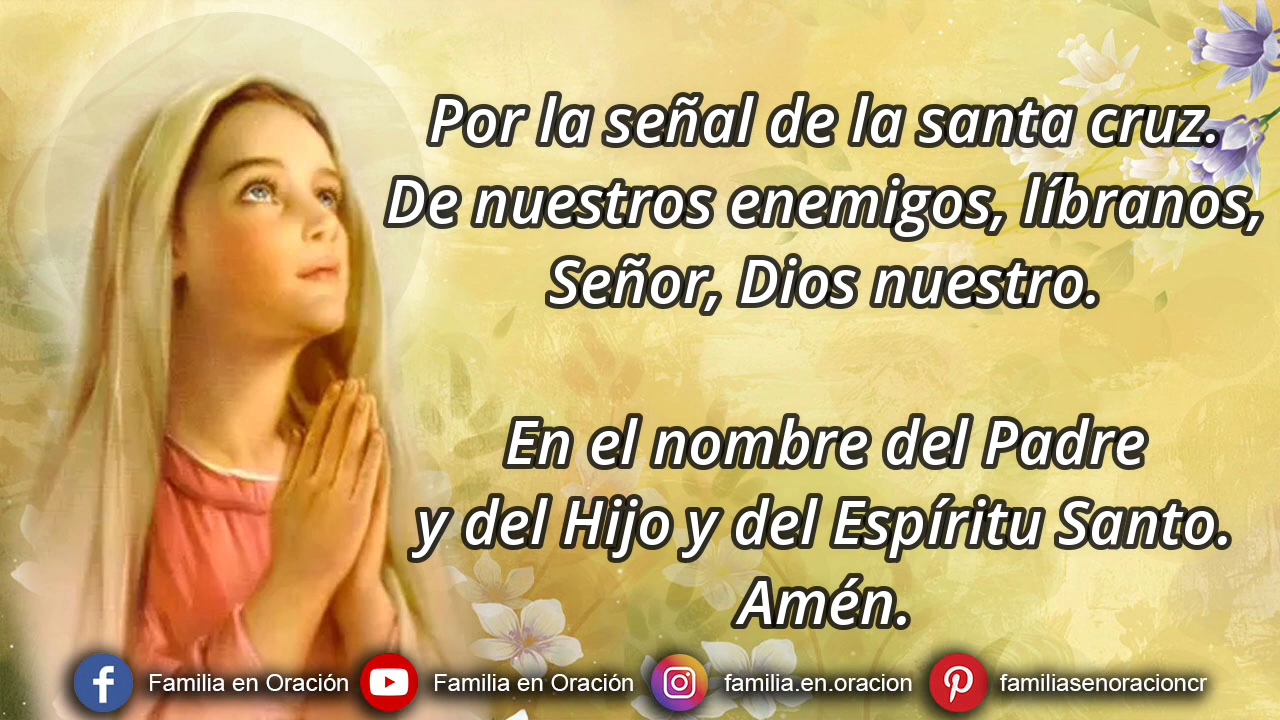 Por la señal de la santa cruz.
De nuestros enemigos, líbranos,
Señor, Dios nuestro.
En el nombre del Padre
y del Hijo y del Espíritu Santo.
Amén.
Familia en Oración Familia en Oración familia.en.oracion familiasenoracioncr